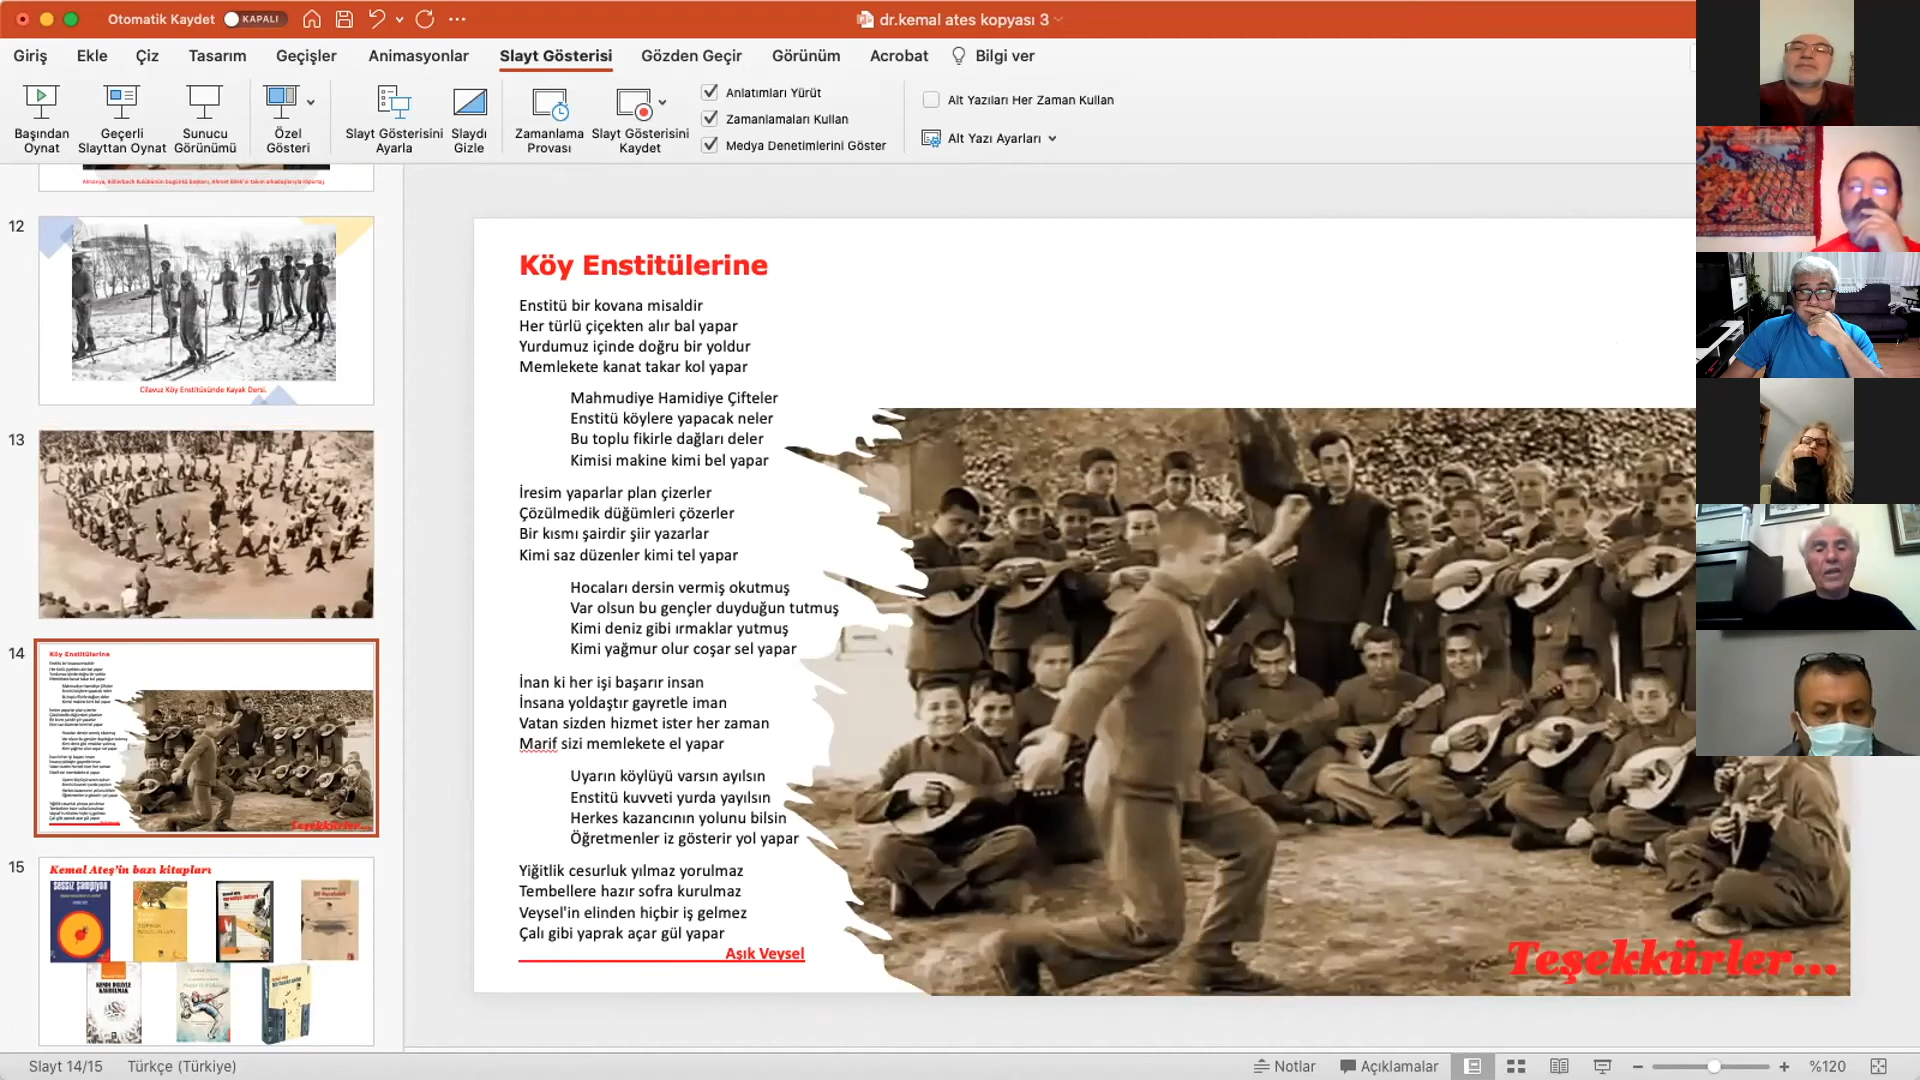 Otomatik Kaydet KAPALI
dr.kemal ates kopyası 3
Giriş Ekle Çiz Tasarım Geçişler Animasyonlar Slayt Gösterisi Gözden Geçir Görünüm Acrobat Bilgi ver
Başından Oynat
Geçerli Slayttan Oynat
Sunucu Görünümü
Özel Gösteri
Slayt Gösterisini Ayarla
Slaydı Gizle
Zamanlama Provası
Slayt Gösterisini Kaydet
Anlatımları Yürüt
Zamanlamaları Kullan
Medya Denetimlerini Göster
Alt Yazıları Her Zaman Kullan
Alt Yazı Ayarları
12
Cilavuz Köy Enstitüsünde Kayak Dersi.
13
14
15
Kemal Ateş'in bazı kitapları
Köy Enstitülerine
Enstitü bir kovana misaldir
Her türlü çiçekten alır bal yapar
Yurdumuz içinde doğru bir yoldur
Memlekete kanat takar kol yapar
Mahmudiye Hamidiye Çifteler
Enstitü köylere yapacak neler
Bu toplu fikirle dağları deler
Kimisi makine kimi bel yapar
İresim yaparlar plan çizerler
Çözülmedik düğümleri çözerler
Bir kısmı şairdir şiir yazarlar
Kimi saz düzenler kimi tel yapar
Hocaları dersin vermiş okutmuş
Var olsun bu gençler duyduğun tutmuş
Kimi deniz gibi ırmaklar yutmuş
Kimi yağmur olur coşar sel yapar
İnan ki her işi başarır insan
İnsana yoldaştır gayretle iman
Vatan sizden hizmet ister her zaman
Marif sizi memlekete el yapar
Uyarın köylüyü varsın ayılsın
Enstitü kuvveti yurda yayılsın
Herkes kazancının yolunu bilsin
Öğretmenler iz gösterir yol yapar
Yiğitlik cesurluk yılmaz yorulmaz
Tembellere hazır sofra kurulmaz
Veysel'in elinden hiçbir iş gelmez
Çalı gibi yaprak açar gül yapar
Aşık Veysel
Teşekkürler...
Slayt 14/15 Türkçe (Türkiye) Notlar Açıklamalar %120